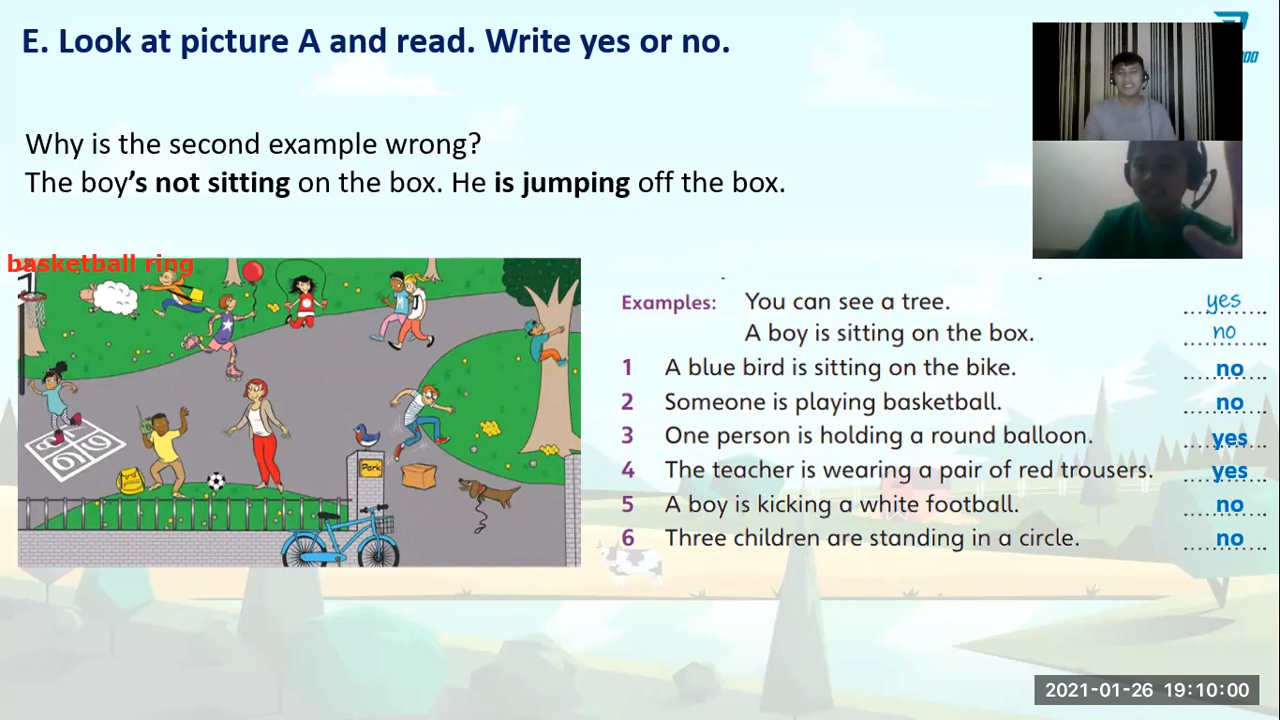 E. Look at picture A and read. Write yes or no.
Why is the second example wrong?
The boy's not sitting on the box. He is jumping off the box.
basketball ring
Park
Examples: You can see a tree. yes
A boy is sitting on the box. no
1 A blue bird is sitting on the bike. no
2 Someone is playing basketball. no
3 One person is holding a round balloon. yes
4 The teacher is wearing a pair of red trousers. yes
5 A boy is kicking a white football. no
6 Three children are standing in a circle. no
2021-01-26 19:10:00